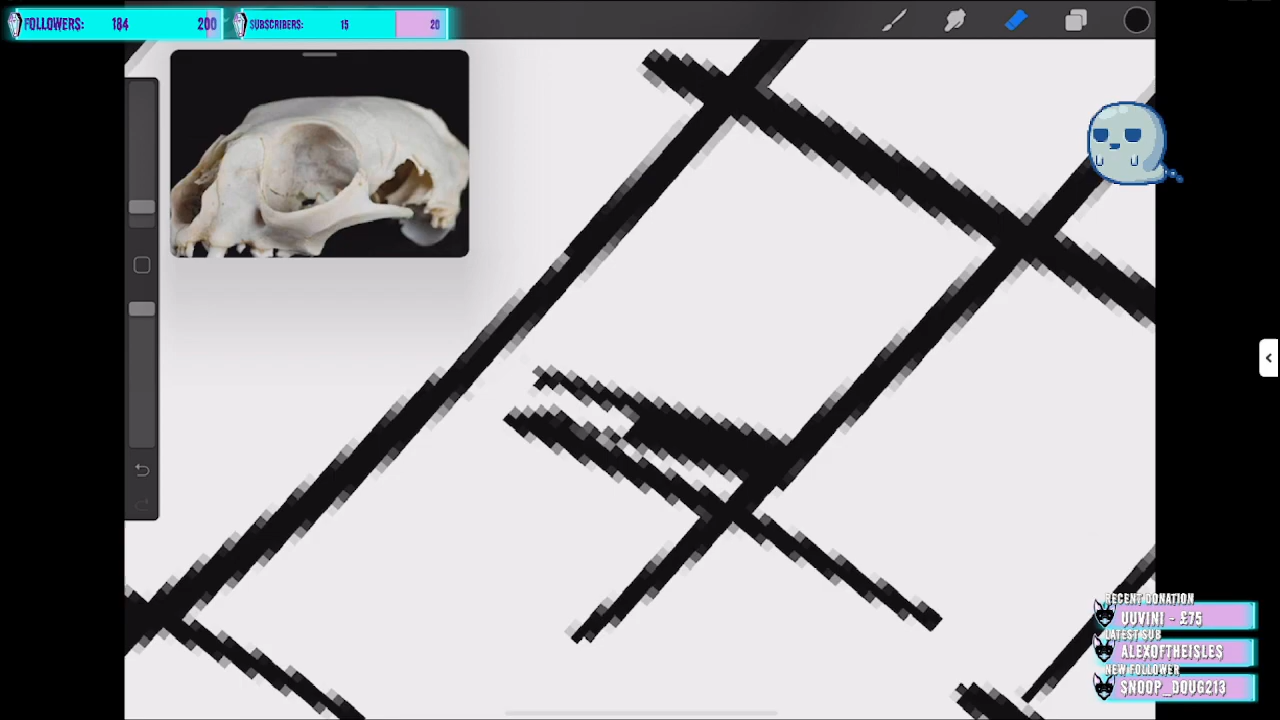 FOLLOWERS: 184 200
SUBSCRIBERS: 15 20
RECENT DONATION
UUVINI - £75
LATEST SUB
ALEXOFTHEISLES
NEW FOLLOWER
SNOOP_DOUG213